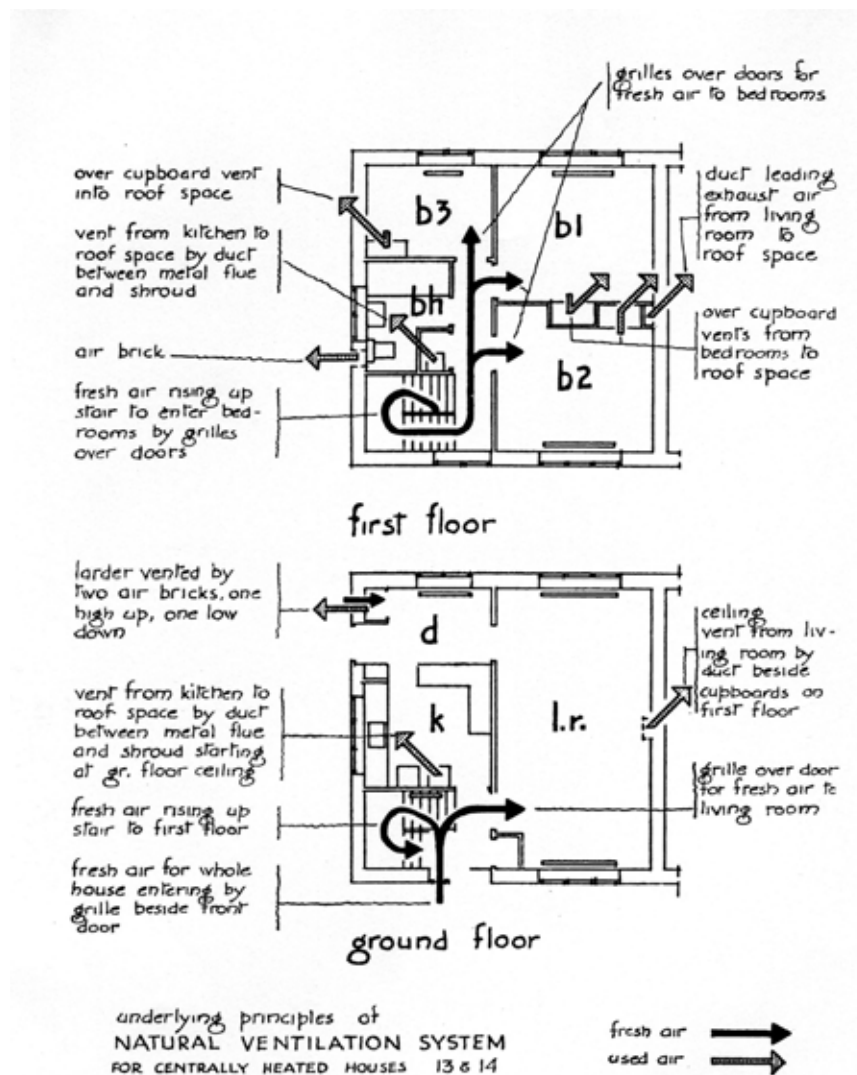 grilles over doors for
fresh air to bedrooms
over cupboard vent
into roof space
vent from kitchen to
roof space by duct
between metal flue
and shroud
air brick
fresh air rising up
stair to enter bed-
rooms by grilles
over doors
b3
b1
bh
b2
duct leading
exhaust air
from living
room to
roof space
over cupboard
vents from
bedrooms to
roof space
first floor
larder vented by
two air bricks, one
high up, one low
down
vent from kitchen to
roof space by duct
between metal flue
and shroud starting
at gr. floor ceiling
fresh air rising up
stair to first floor
fresh air for whole
house entering by
grille beside front
door
d
k
l.r.
ceiling
vent from liv-
ing room by
duct beside
cupboards on
first floor
grille over door
for fresh air to
living room
ground floor
underlying principles of
NATURAL VENTILATION SYSTEM
FOR CENTRALLY HEATED HOUSES 13 & 14
fresh air
used air